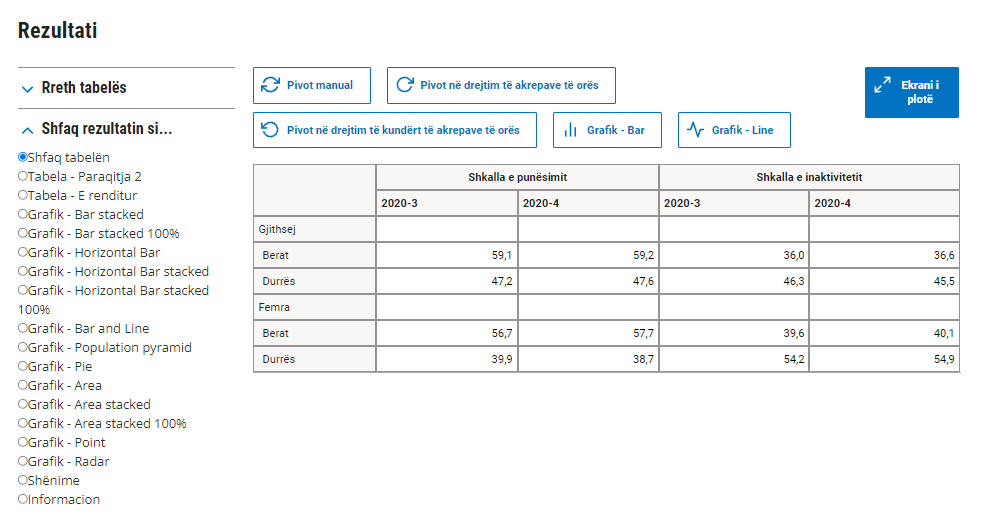 Rezultati
Rreth tabelës
Shfaq rezultatin si...
Shfaq tabelën
Tabela - Paraqitja 2
Tabela - E renditur
Grafik - Bar stacked
Grafik - Bar stacked 100%
Grafik - Horizontal Bar
Grafik - Horizontal Bar stacked
Grafik - Horizontal Bar stacked
100%
Grafik - Bar and Line
Grafik - Population pyramid
Grafik - Pie
Grafik - Area
Grafik - Area stacked
Grafik - Area stacked 100%
Grafik - Point
Grafik - Radar
Shënime
Informacion
Pivot manual
Pivot në drejtim të akrepave të orës
Ekrani i
plotë
Pivot në drejtim të kundërt të akrepave të orës
Grafik - Bar
Grafik - Line
Shkalla e punësimit Shkalla e inaktivitetit
2020-3 2020-4 2020-3 2020-4
Gjithsej
Berat 59,1 59,2 36,0 36,6
Durrës 47,2 47,6 46,3 45,5
Femra
Berat 56,7 57,7 39,6 40,1
Durrës 39,9 38,7 54,2 54,9